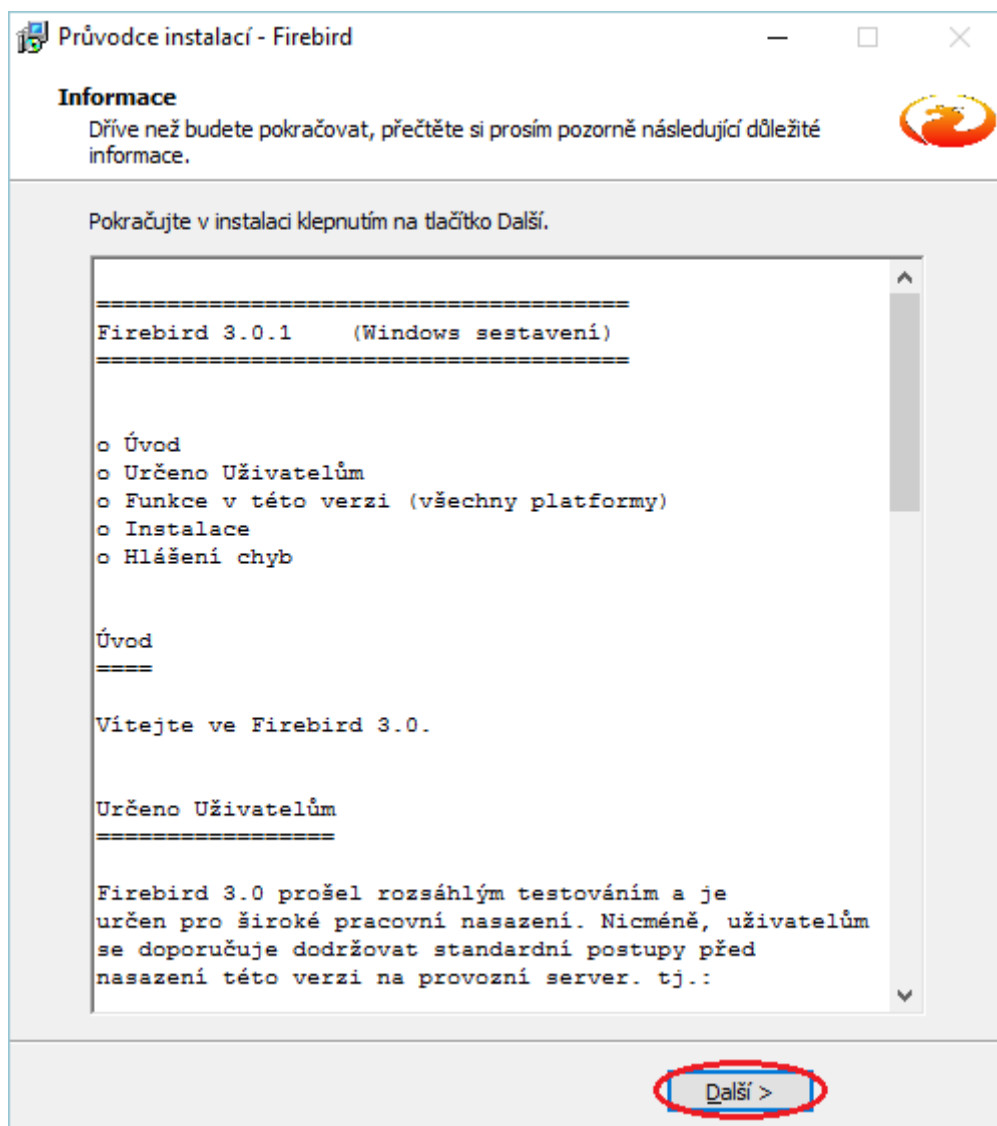 Průvodce instalací - Firebird
Informace
Dříve než budete pokračovat, přečtěte si prosím pozorně následující důležité
informace.
Pokračujte v instalaci klepnutím na tlačítko Další.
======================================
Firebird 3.0.1    (Windows sestavení)
======================================
o Úvod
o Určeno Uživatelům
o Funkce v této verzi (všechny platformy)
o Instalace
o Hlášení chyb
Úvod
====
Vítejte ve Firebird 3.0.
Určeno Uživatelům
=================
Firebird 3.0 prošel rozsáhlým testováním a je
určen pro široké pracovní nasazení. Nicméně, uživatelům
se doporučuje dodržovat standardní postupy před
nasazení této verzi na provozní server. tj.:
Další >